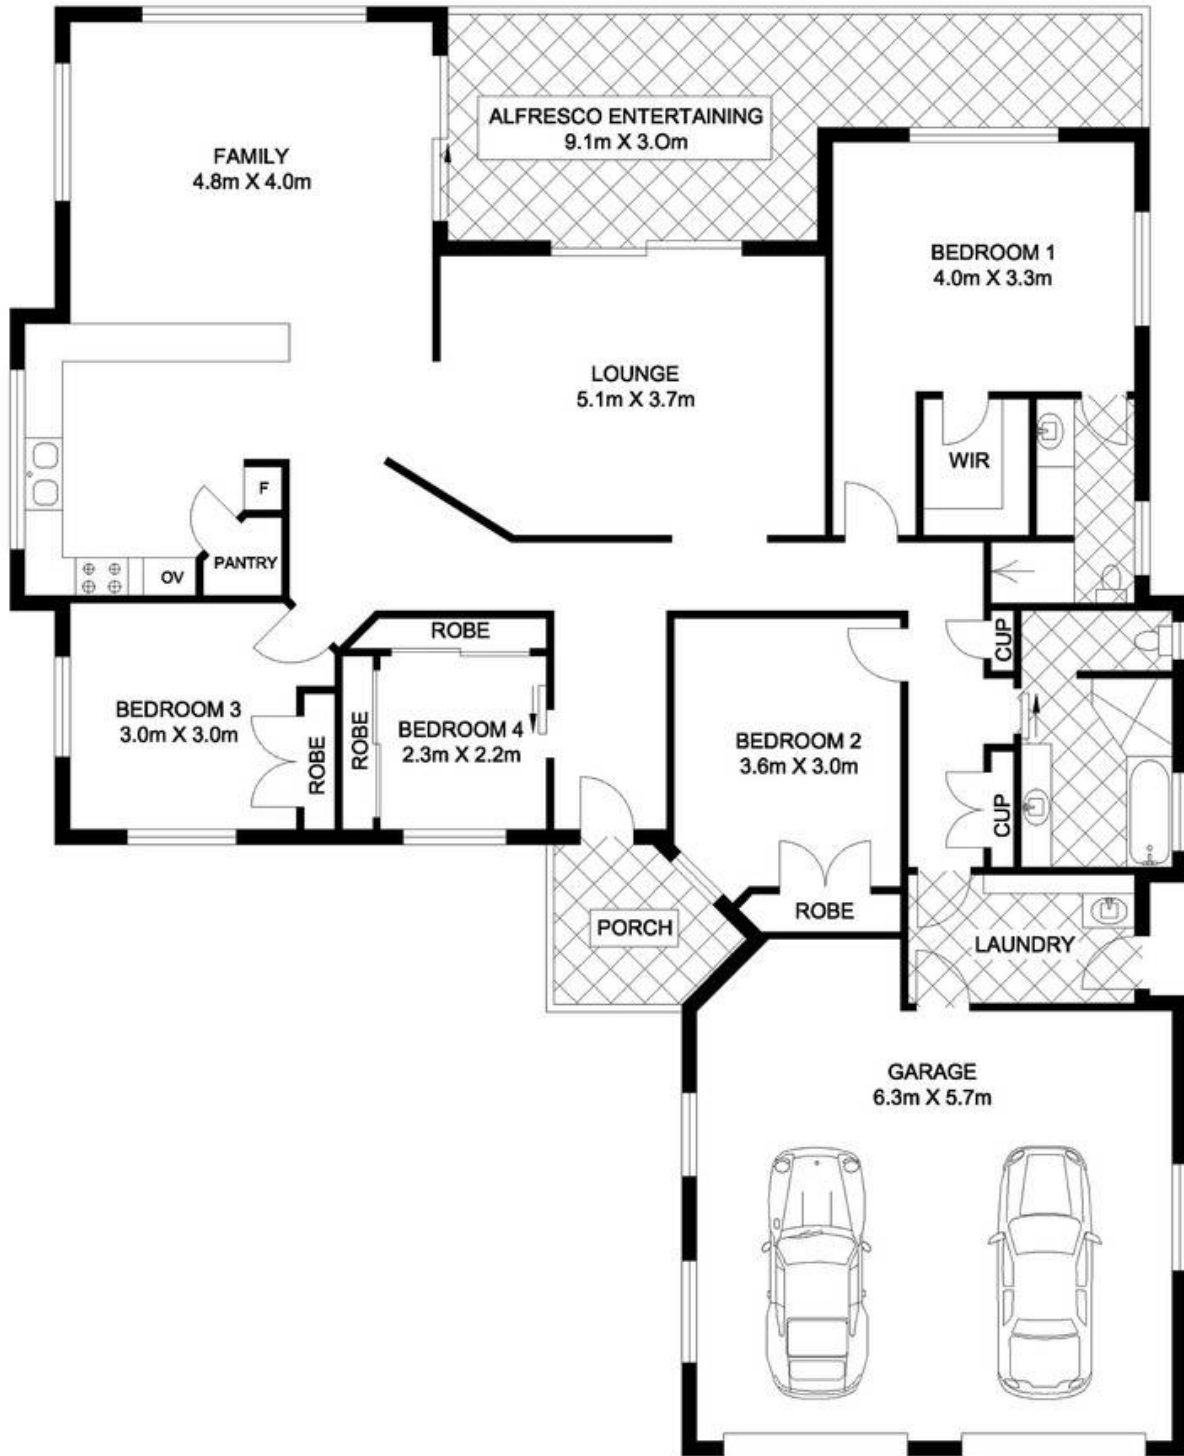 ALFRESCO ENTERTAINING
9.1m X 3.Om
FAMILY
4.8m X 4.0m
BEDROOM 1
4.0m X 3.3m
LOUNGE
5.1m X 3.7m
WIR
F
PANTRY
OV
ROBE
CUP
BEDROOM 3
3.0m X 3.0m
ROBE
ROBE
BEDROOM 4
2.3m X 2.2m
BEDROOM 2
3.6m X 3.0m
CUP
ROBE
PORCH
LAUNDRY
GARAGE
6.3m X 5.7m